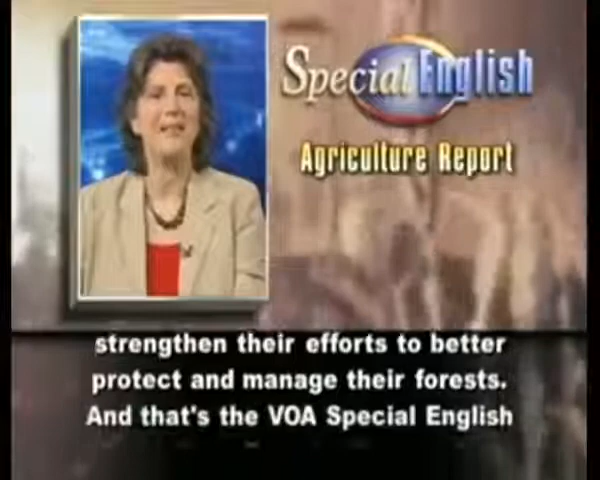 Special English
Agriculture Report
strengthen their efforts to better
protect and manage their forests.
And that's the VOA Special English